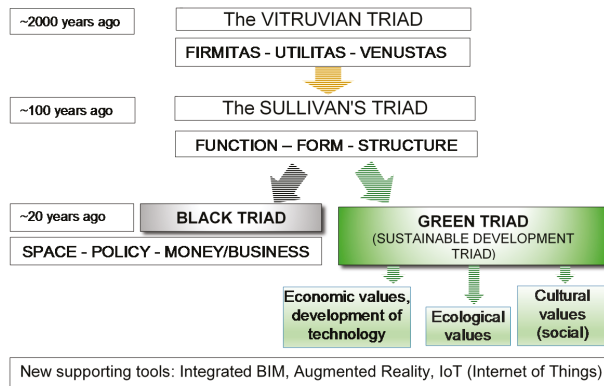 ~2000 years ago
The VITRUVIAN TRIAD
FIRMITAS - UTILITAS - VENUSTAS
~100 years ago
The SULLIVAN'S TRIAD
FUNCTION – FORM - STRUCTURE
~20 years ago
BLACK TRIAD
SPACE - POLICY - MONEY/BUSINESS
GREEN TRIAD
(SUSTAINABLE DEVELOPMENT
TRIAD)
Economic values,
development of
technology
Ecological
values
Cultural
values
(social)
New supporting tools: Integrated BIM, Augmented Reality, IoT (Internet of Things)